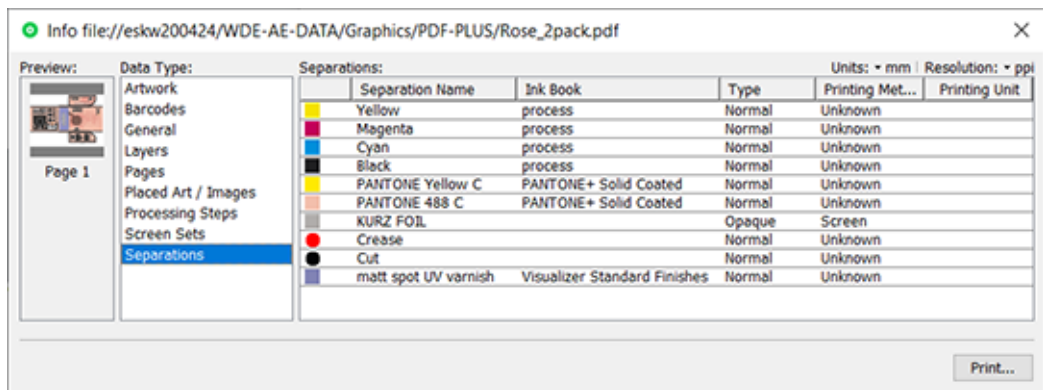 Info file://eskw200424/WDE-AE-DATA/Graphics/PDF-PLUS/Rose_2pack.pdf
Preview: Data Type: Separations: Units: mm Resolution: ppi
Page 1
Artwork
Barcodes
General
Layers
Pages
Placed Art / Images
Processing Steps
Screen Sets
Separations
Separation Name Ink Book Type Printing Met... Printing Unit
Yellow process Normal Unknown
Magenta process Normal Unknown
Cyan process Normal Unknown
Black process Normal Unknown
PANTONE Yellow C PANTONE+ Solid Coated Normal Unknown
PANTONE 488 C PANTONE+ Solid Coated Normal Unknown
KURZ FOIL Opaque Screen
Crease Normal Unknown
Cut Normal Unknown
matt spot UV varnish Visualizer Standard Finishes Normal Unknown
Print...